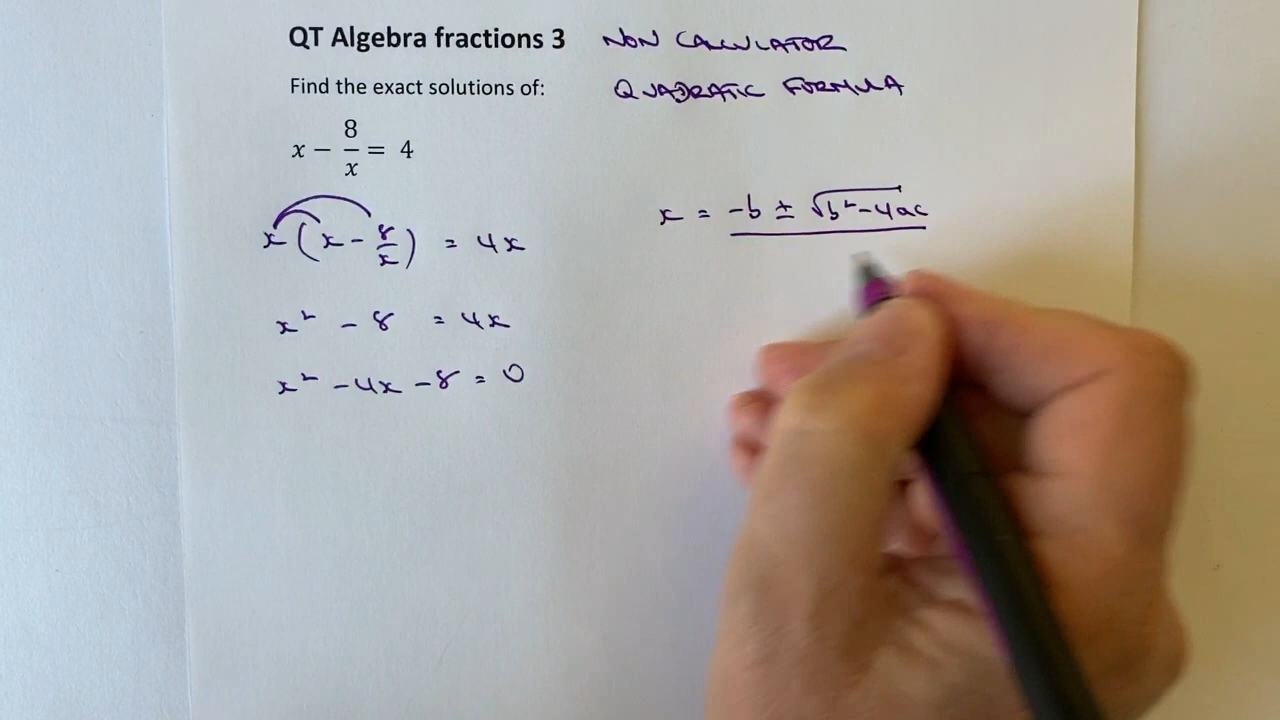 QT Algebra fractions 3 NON CALCULATOR
Find the exact solutions of: QUADRATIC FORMULA
x - 8/x = 4
x(x - 8/x) = 4x
x = -b ± √b² - 4ac
x² - 8 = 4x
x² - 4x - 8 = 0